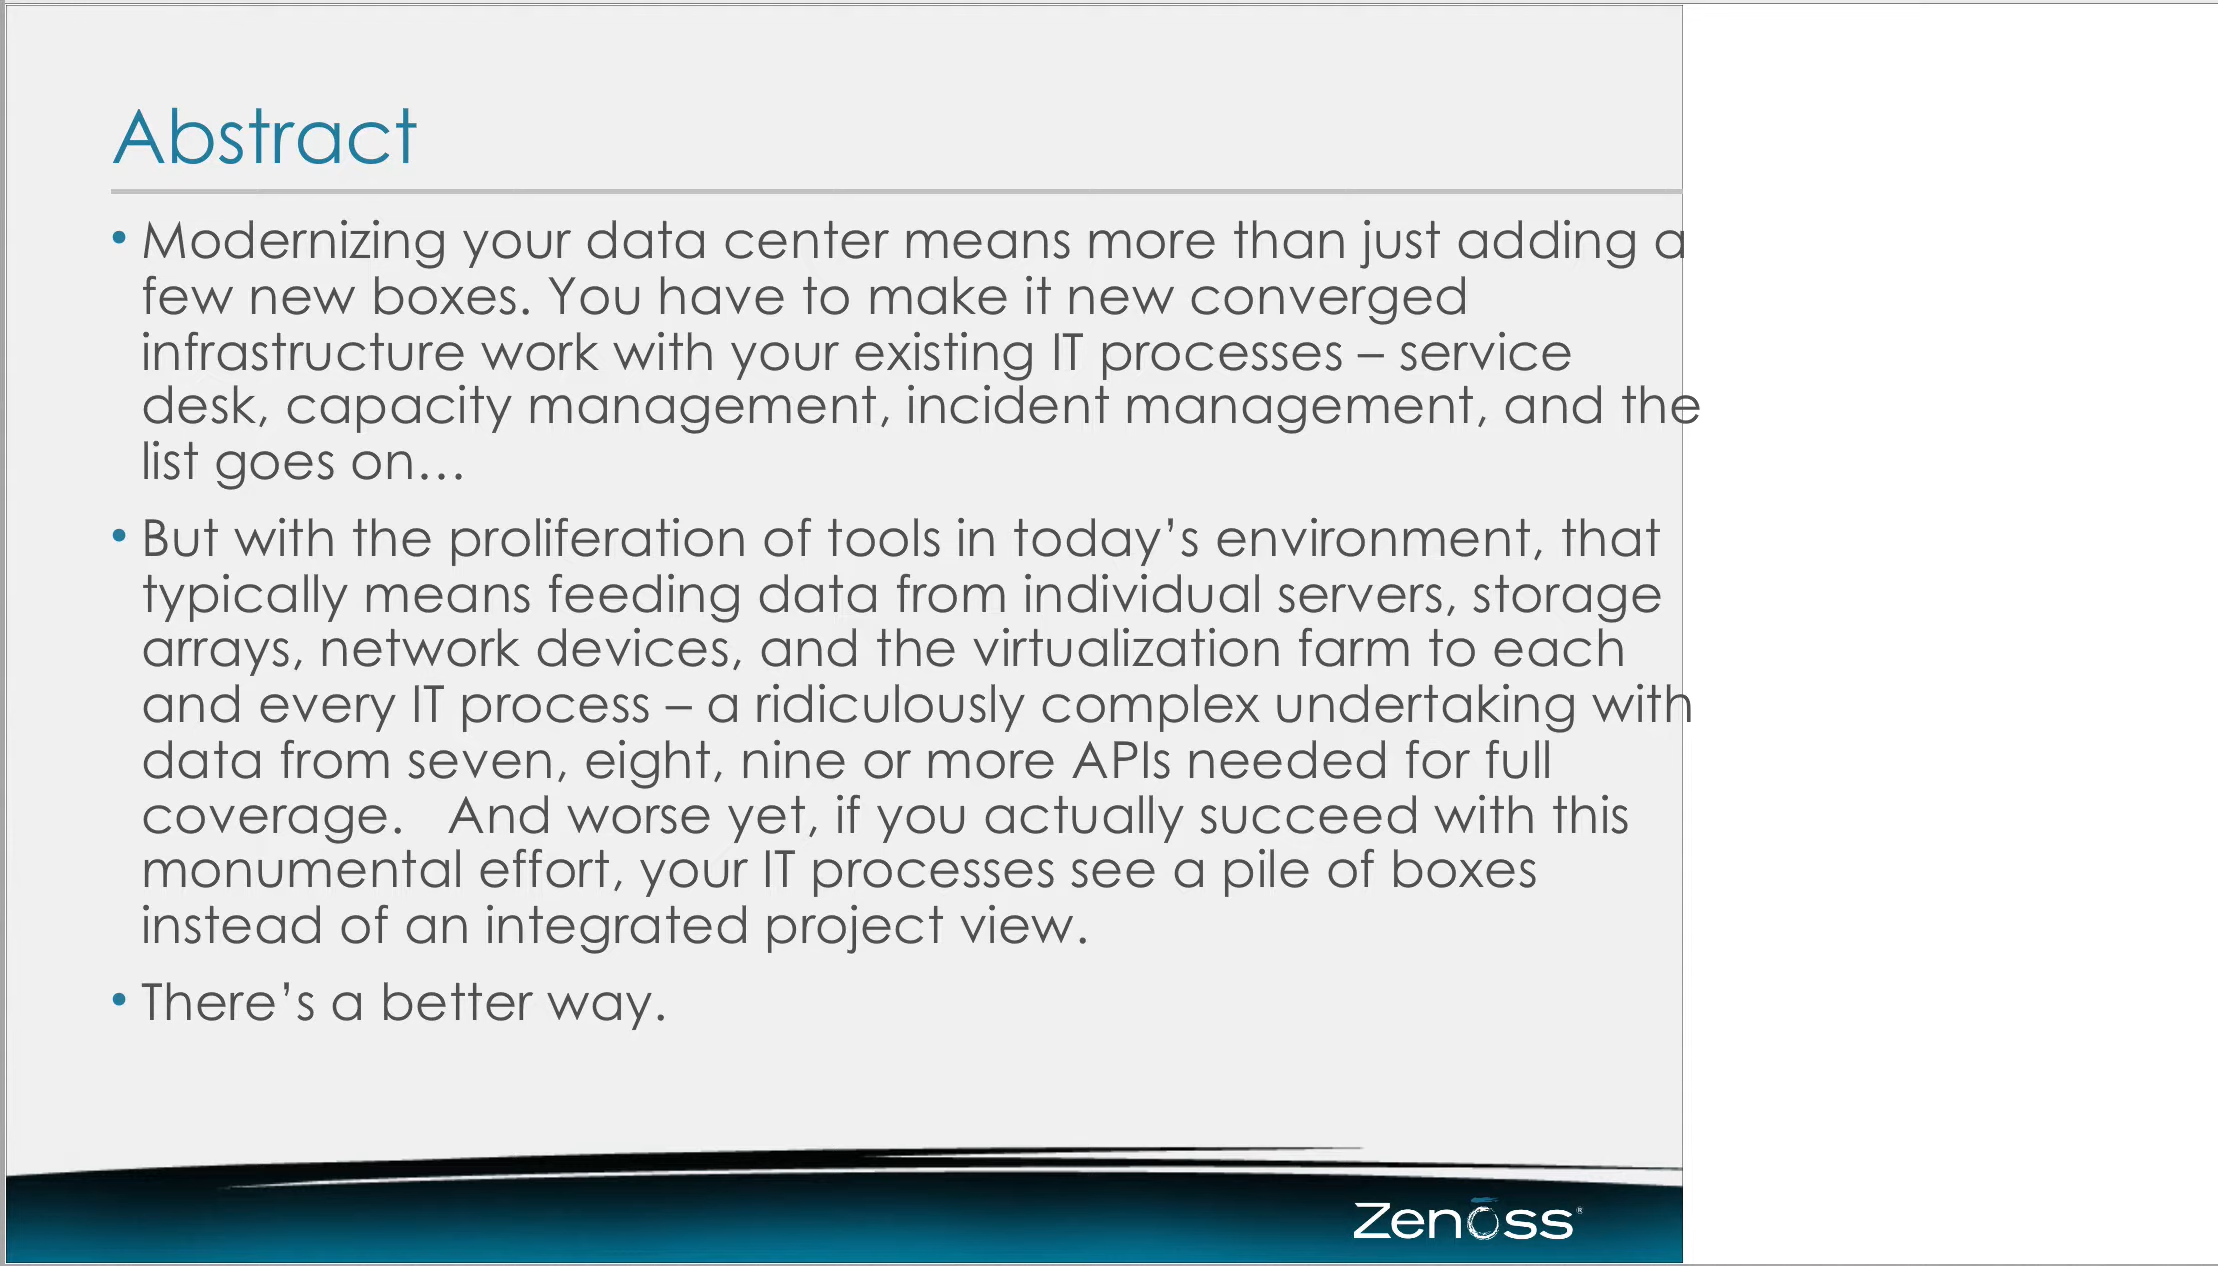 Abstract
• Modernizing your data center means more than just adding a
few new boxes. You have to make it new converged
infrastructure work with your existing IT processes – service
desk, capacity management, incident management, and the
list goes on…
• But with the proliferation of tools in today’s environment, that
typically means feeding data from individual servers, storage
arrays, network devices, and the virtualization farm to each
and every IT process – a ridiculously complex undertaking with
data from seven, eight, nine or more APIs needed for full
coverage.   And worse yet, if you actually succeed with this
monumental effort, your IT processes see a pile of boxes
instead of an integrated project view.
• There’s a better way.
Zenōss®